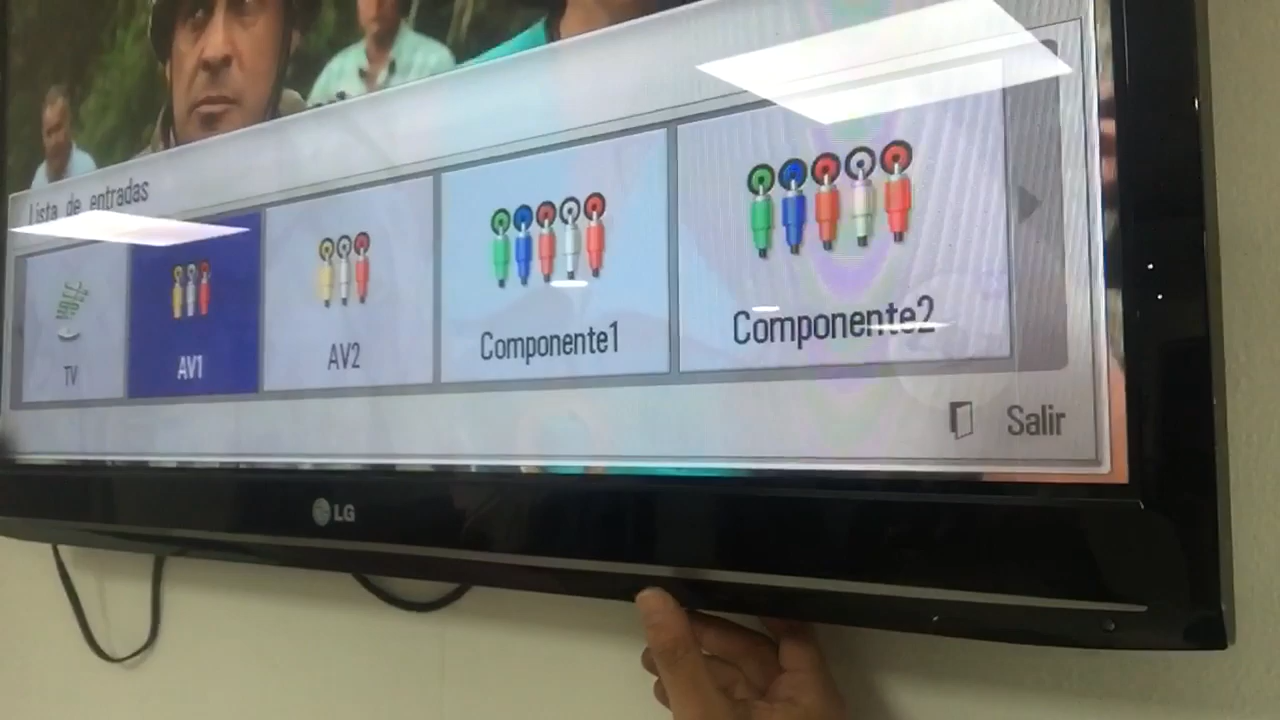 Lista de entradas
TV
AV1
AV2
Componente1
Componente2
Salir
LG